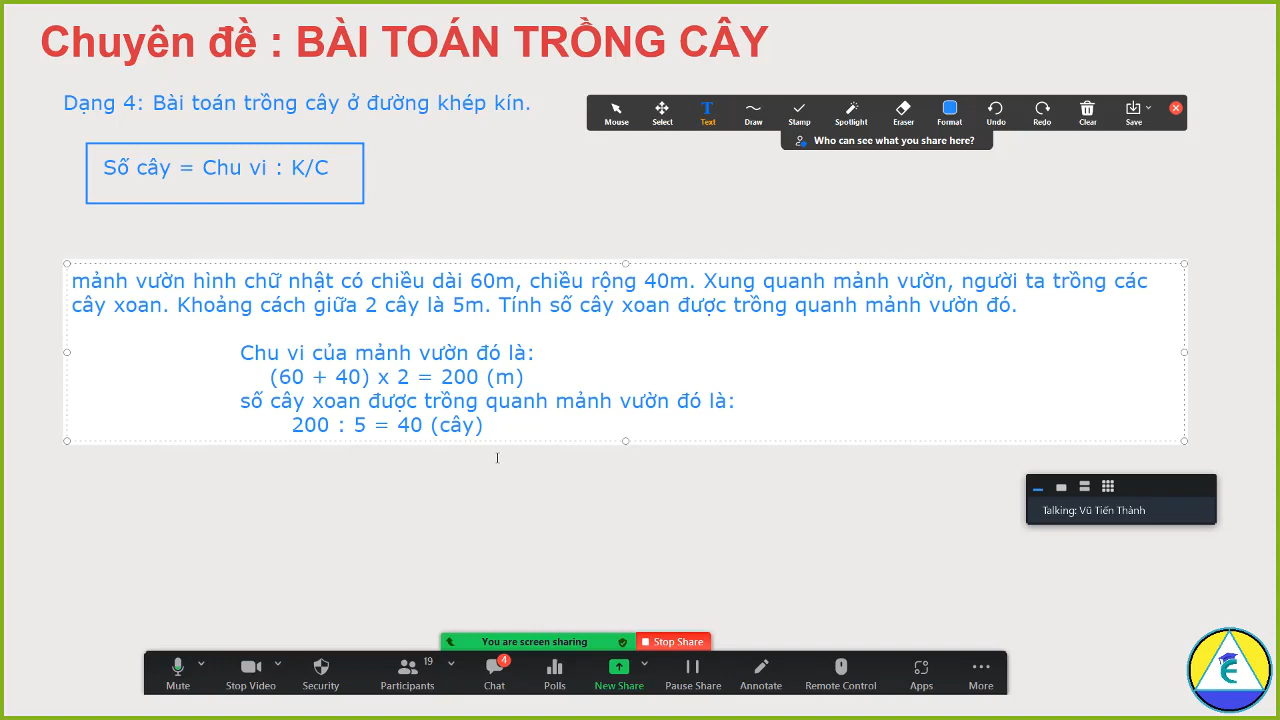 Chuyên đề : BÀI TOÁN TRỒNG CÂY
Dạng 4: Bài toán trồng cây ở đường khép kín.
Mouse Select Text Draw Stamp Spotlight Eraser Format Undo Redo Clear Save
Who can see what you share here?
Số cây = Chu vi : K/C
mảnh vườn hình chữ nhật có chiều dài 60m, chiều rộng 40m. Xung quanh mảnh vườn, người ta trồng các
cây xoan. Khoảng cách giữa 2 cây là 5m. Tính số cây xoan được trồng quanh mảnh vườn đó.
Chu vi của mảnh vườn đó là:
(60 + 40) x 2 = 200 (m)
số cây xoan được trồng quanh mảnh vườn đó là:
200 : 5 = 40 (cây)
Talking: Vũ Tiến Thành
You are screen sharing Stop Share
19 4
Mute Stop Video Security Participants Chat Polls New Share Pause Share Annotate Remote Control Apps More